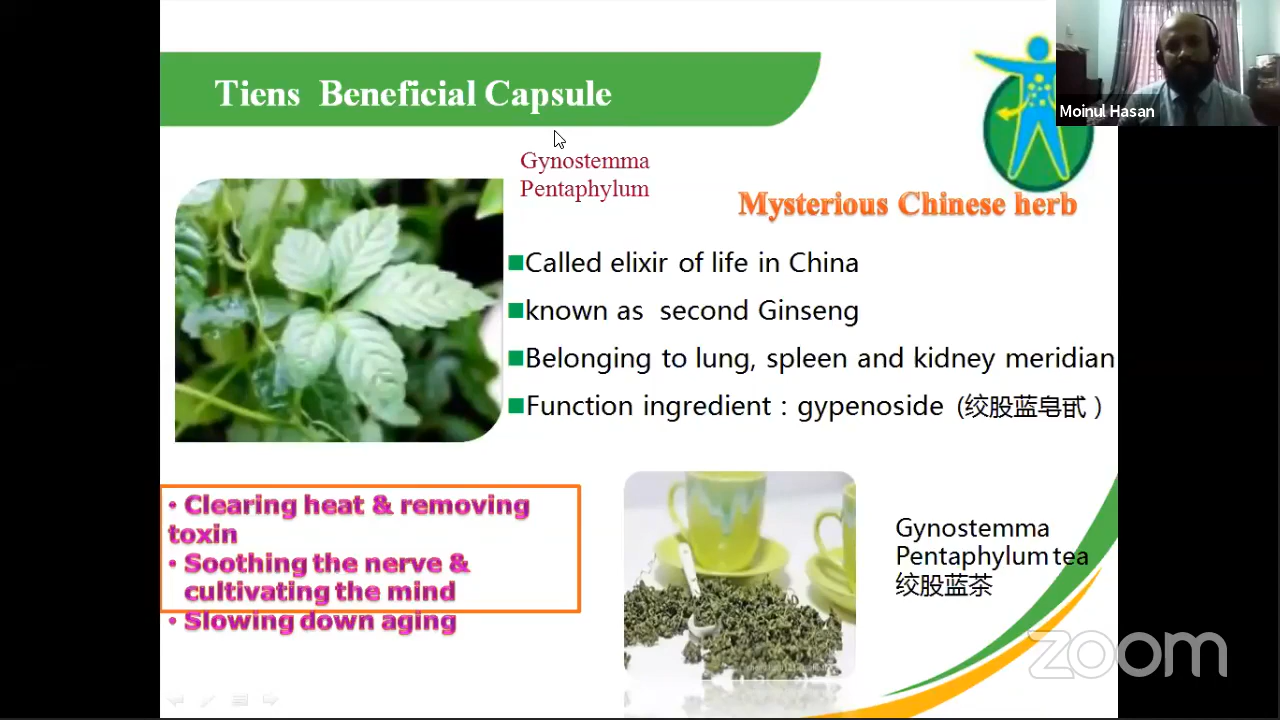 Tiens Beneficial Capsule
Moinul Hasan
Gynostemma
Pentaphylum
Mysterious Chinese herb
Called elixir of life in China
known as second Ginseng
Belonging to lung, spleen and kidney meridian
Function ingredient : gypenoside (绞股蓝皂甙)
• Clearing heat & removing
toxin
• Soothing the nerve &
cultivating the mind
• Slowing down aging
Gynostemma
Pentaphylum tea
绞股蓝茶
zoom